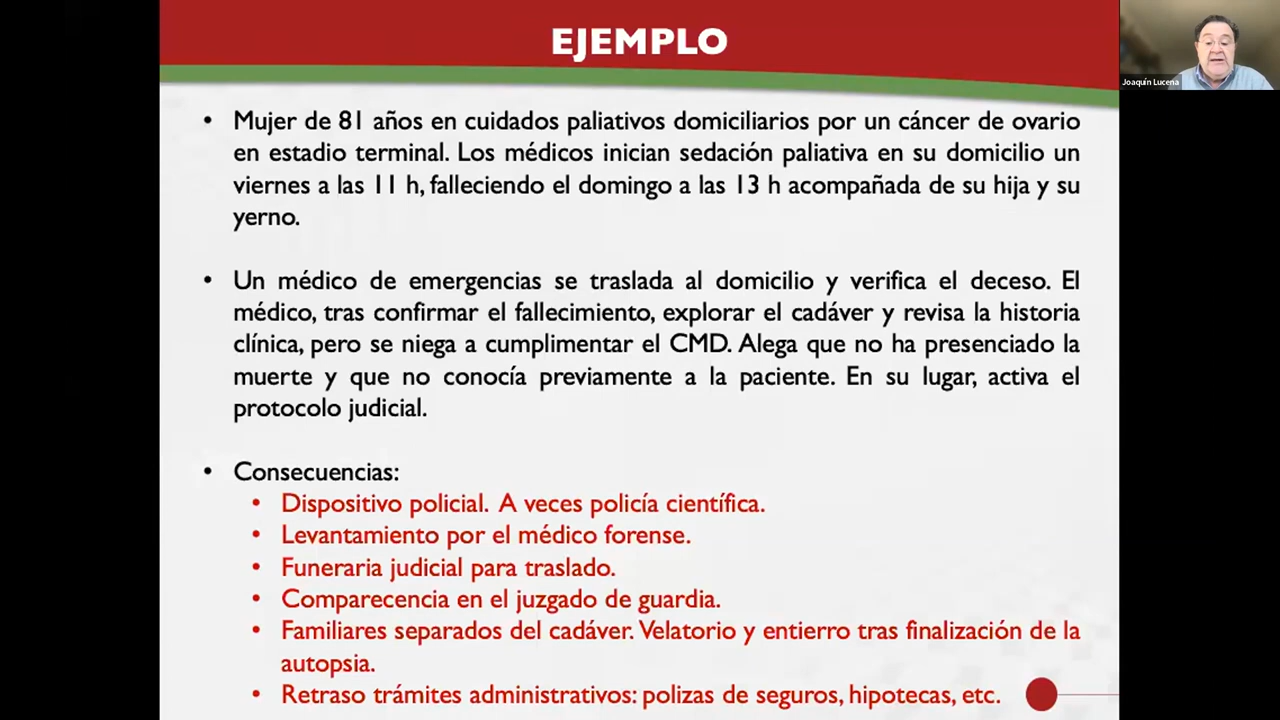 EJEMPLO
Joaquín Lucena
• Mujer de 81 años en cuidados paliativos domiciliarios por un cáncer de ovario
en estadio terminal. Los médicos inician sedación paliativa en su domicilio un
viernes a las 11 h, falleciendo el domingo a las 13 h acompañada de su hija y su
yerno.
• Un médico de emergencias se traslada al domicilio y verifica el deceso. El
médico, tras confirmar el fallecimiento, explorar el cadáver y revisa la historia
clínica, pero se niega a cumplimentar el CMD. Alega que no ha presenciado la
muerte y que no conocía previamente a la paciente. En su lugar, activa el
protocolo judicial.
• Consecuencias:
• Dispositivo policial. A veces policía científica.
• Levantamiento por el médico forense.
• Funeraria judicial para traslado.
• Comparecencia en el juzgado de guardia.
• Familiares separados del cadáver. Velatorio y entierro tras finalización de la
autopsia.
• Retraso trámites administrativos: polizas de seguros, hipotecas, etc.